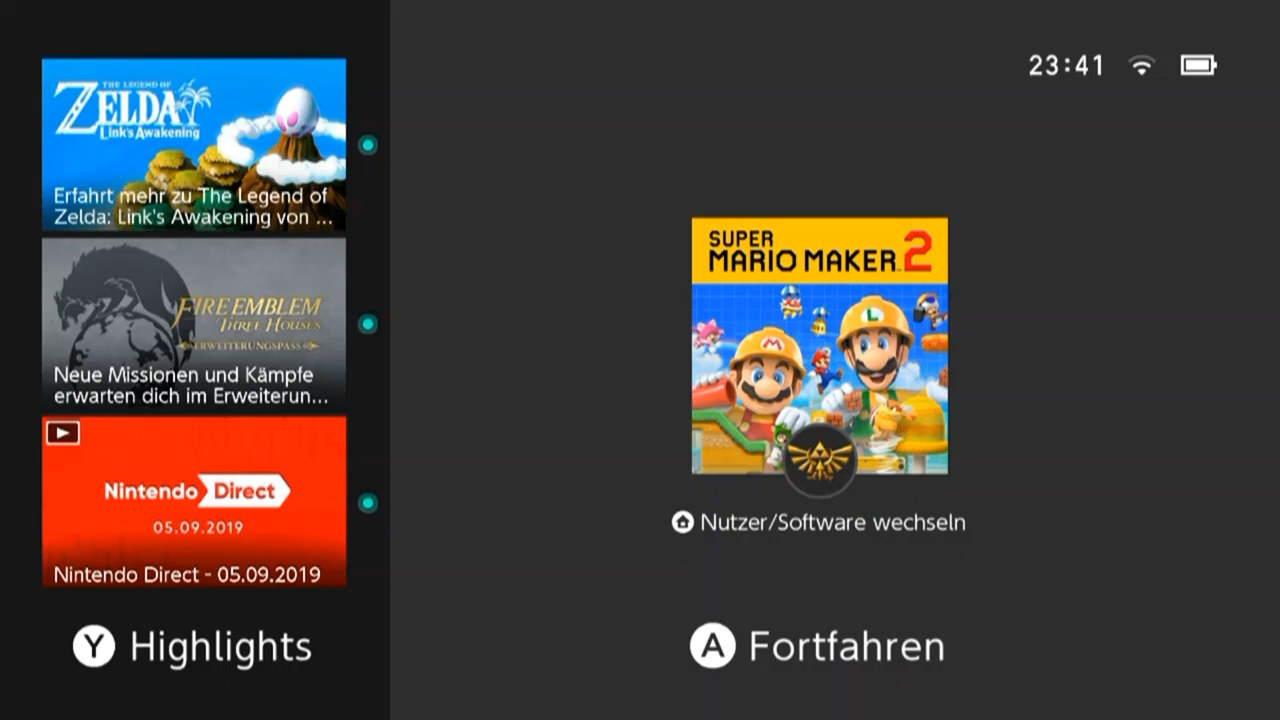 THE LEGEND OF
ZELDA
Link's Awakening
Erfahrt mehr zu The Legend of
Zelda: Link's Awakening von ...
FIRE EMBLEM
THREE HOUSES
ERWEITERUNGSPASS
Neue Missionen und Kämpfe
erwarten dich im Erweiterun...
Nintendo Direct
05.09.2019
Nintendo Direct - 05.09.2019
Y Highlights
23:41
SUPER
MARIO MAKER 2
M
L
Nutzer/Software wechseln
A Fortfahren